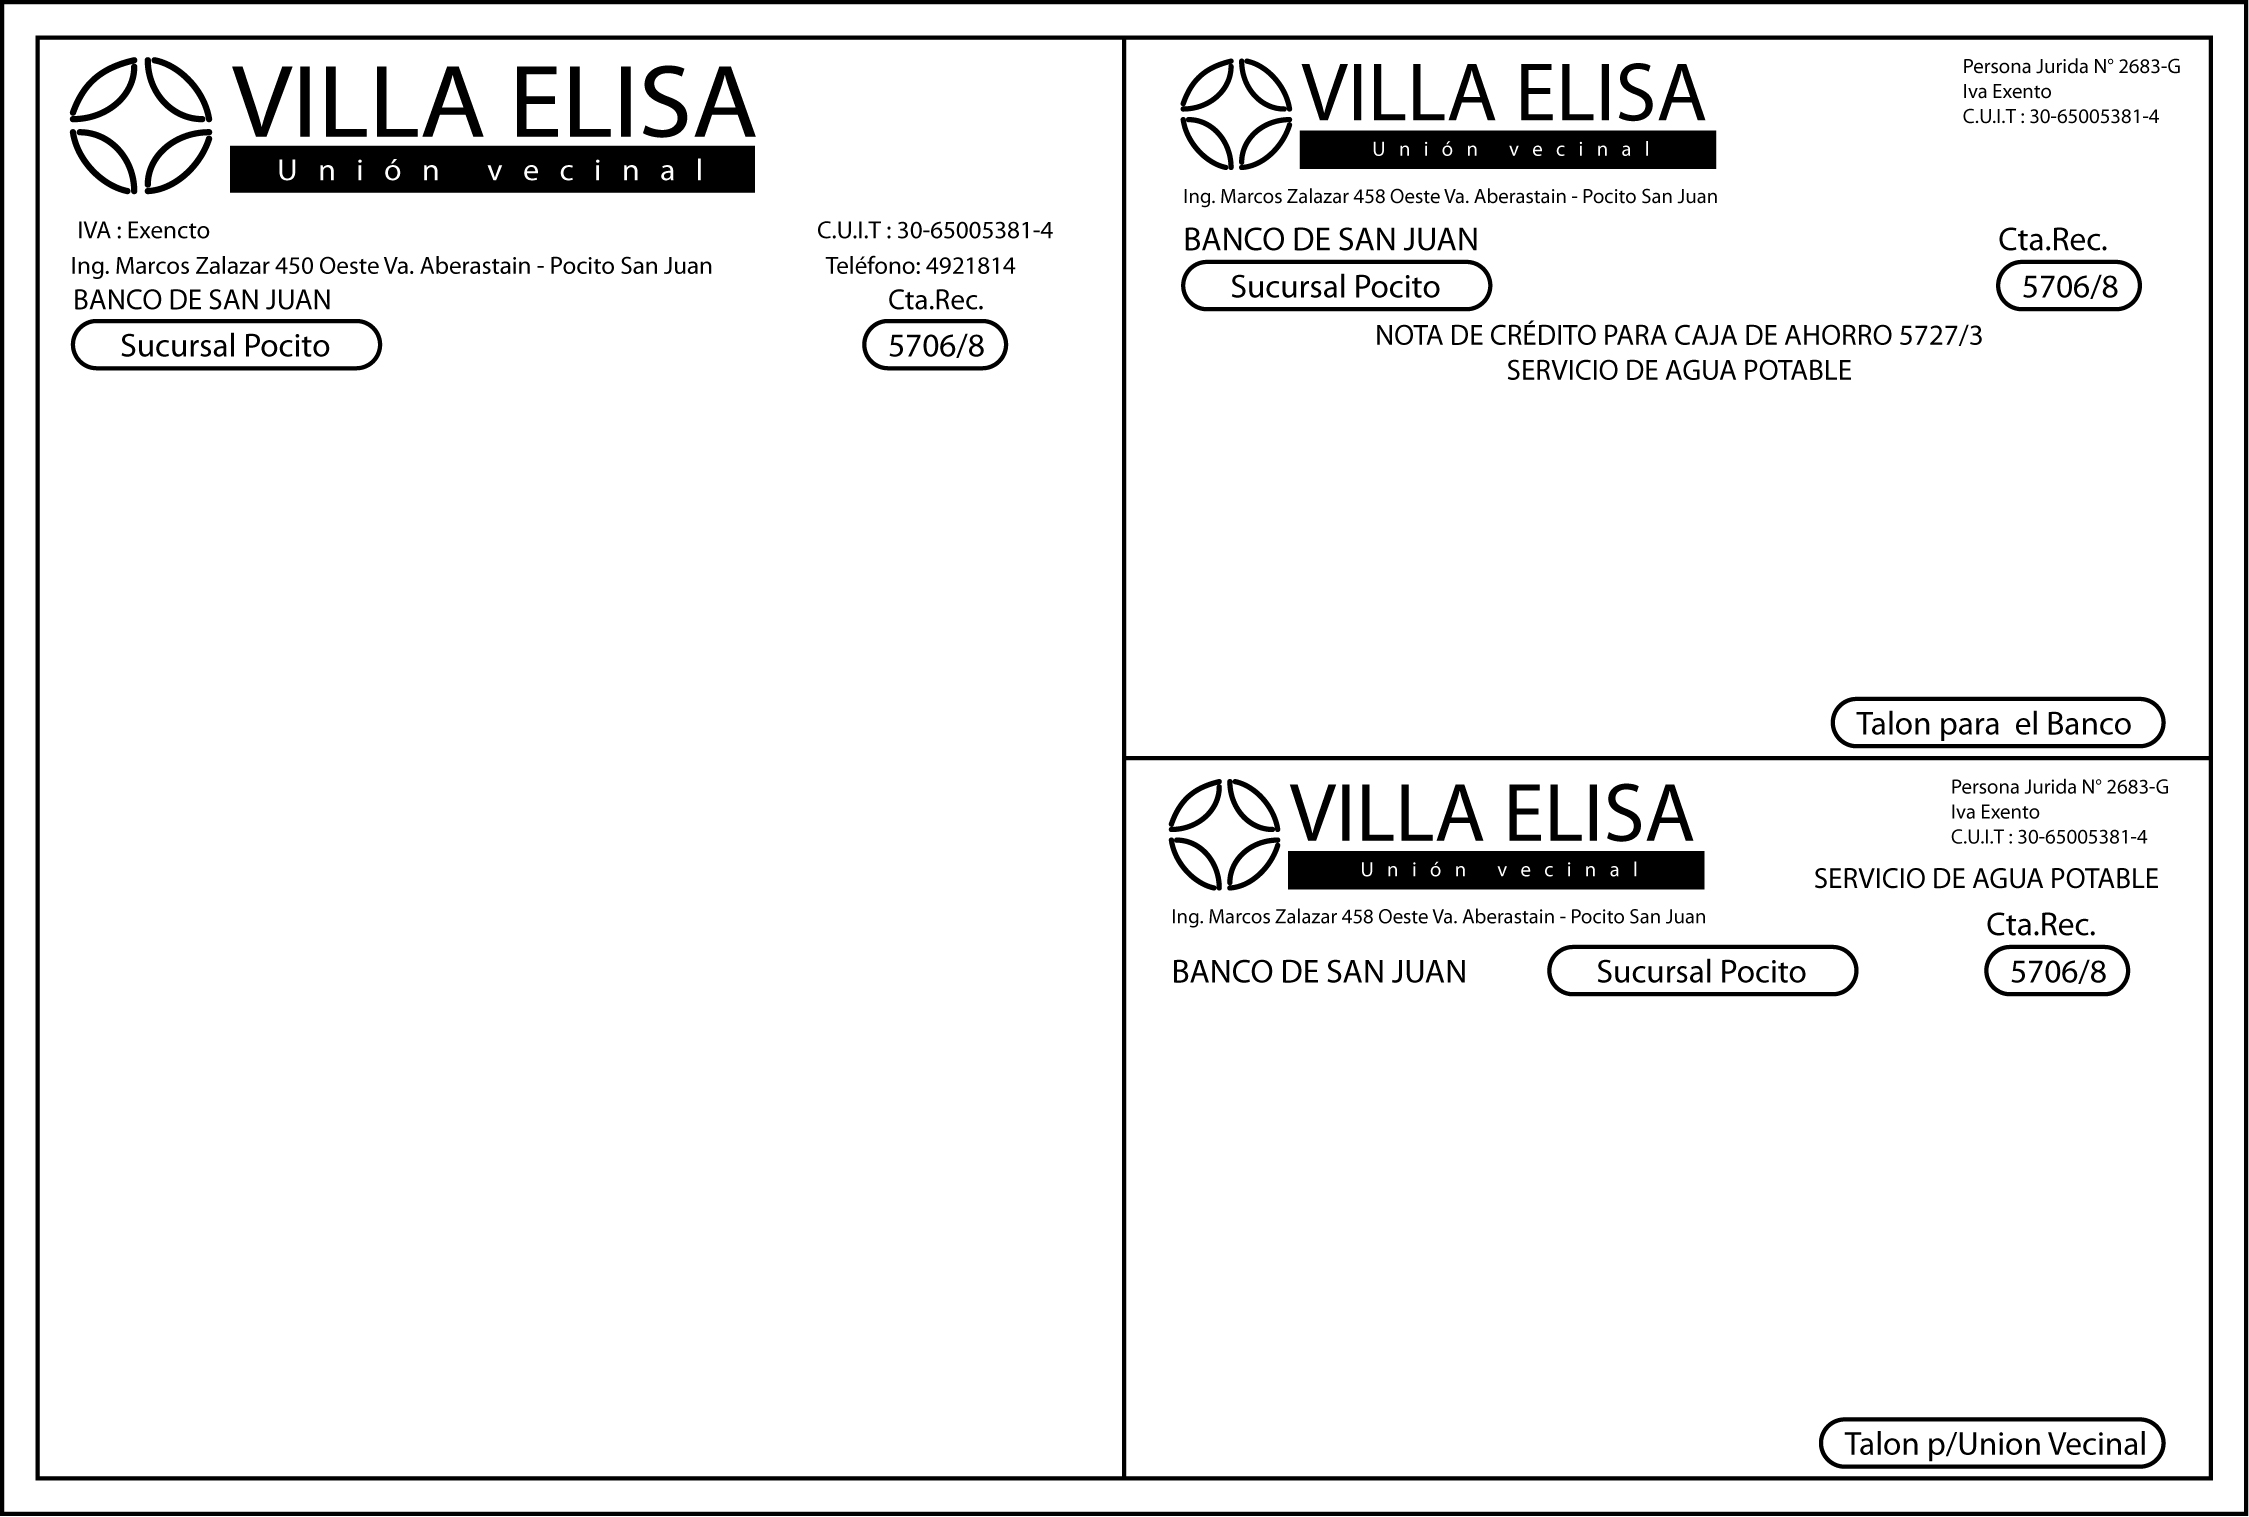 VILLA ELISA
Unión vecinal
IVA : Exencto
C.U.I.T : 30-65005381-4
Ing. Marcos Zalazar 450 Oeste Va. Aberastain - Pocito San Juan
Teléfono: 4921814
BANCO DE SAN JUAN
Cta.Rec.
Sucursal Pocito
5706/8
VILLA ELISA
Unión vecinal
Persona Jurida N° 2683-G
Iva Exento
C.U.I.T : 30-65005381-4
Ing. Marcos Zalazar 458 Oeste Va. Aberastain - Pocito San Juan
BANCO DE SAN JUAN
Cta.Rec.
Sucursal Pocito
5706/8
NOTA DE CRÉDITO PARA CAJA DE AHORRO 5727/3
SERVICIO DE AGUA POTABLE
Talon para  el Banco
VILLA ELISA
Unión vecinal
Persona Jurida N° 2683-G
Iva Exento
C.U.I.T : 30-65005381-4
SERVICIO DE AGUA POTABLE
Ing. Marcos Zalazar 458 Oeste Va. Aberastain - Pocito San Juan
Cta.Rec.
BANCO DE SAN JUAN
Sucursal Pocito
5706/8
Talon p/Union Vecinal